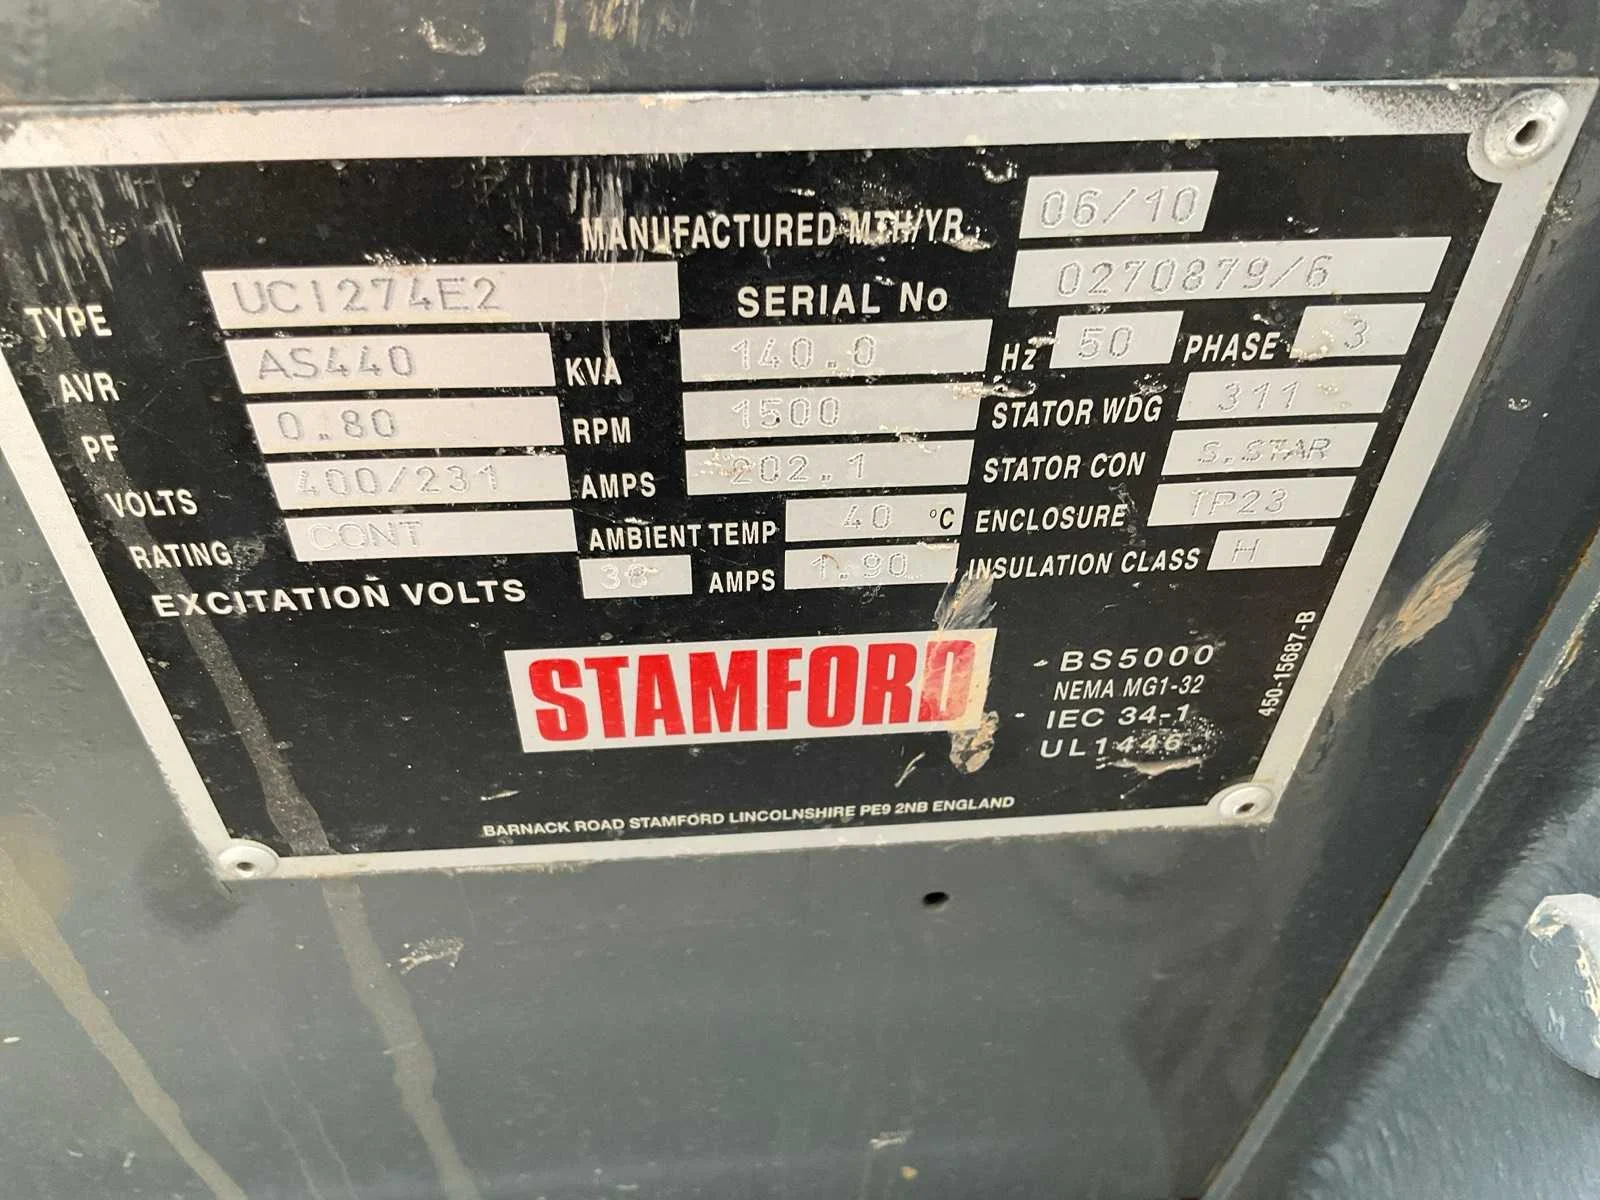 MANUFACTURED MTH/YR 06/10
TYPE UCI274E2 SERIAL No 0270879/6
AVR AS440 KVA 140.0 Hz 50 PHASE 3
PF 0.80 RPM 1500 STATOR WDG 311
VOLTS 400/231 AMPS 202.1 STATOR CON S.STAR
RATING CONT AMBIENT TEMP 40 °C ENCLOSURE IP23
EXCITATION VOLTS 38 AMPS 1.90 INSULATION CLASS H
STAMFORD
BS5000
NEMA MG1-32
IEC 34-1
UL1446
450-15687-B
BARNACK ROAD STAMFORD LINCOLNSHIRE PE9 2NB ENGLAND